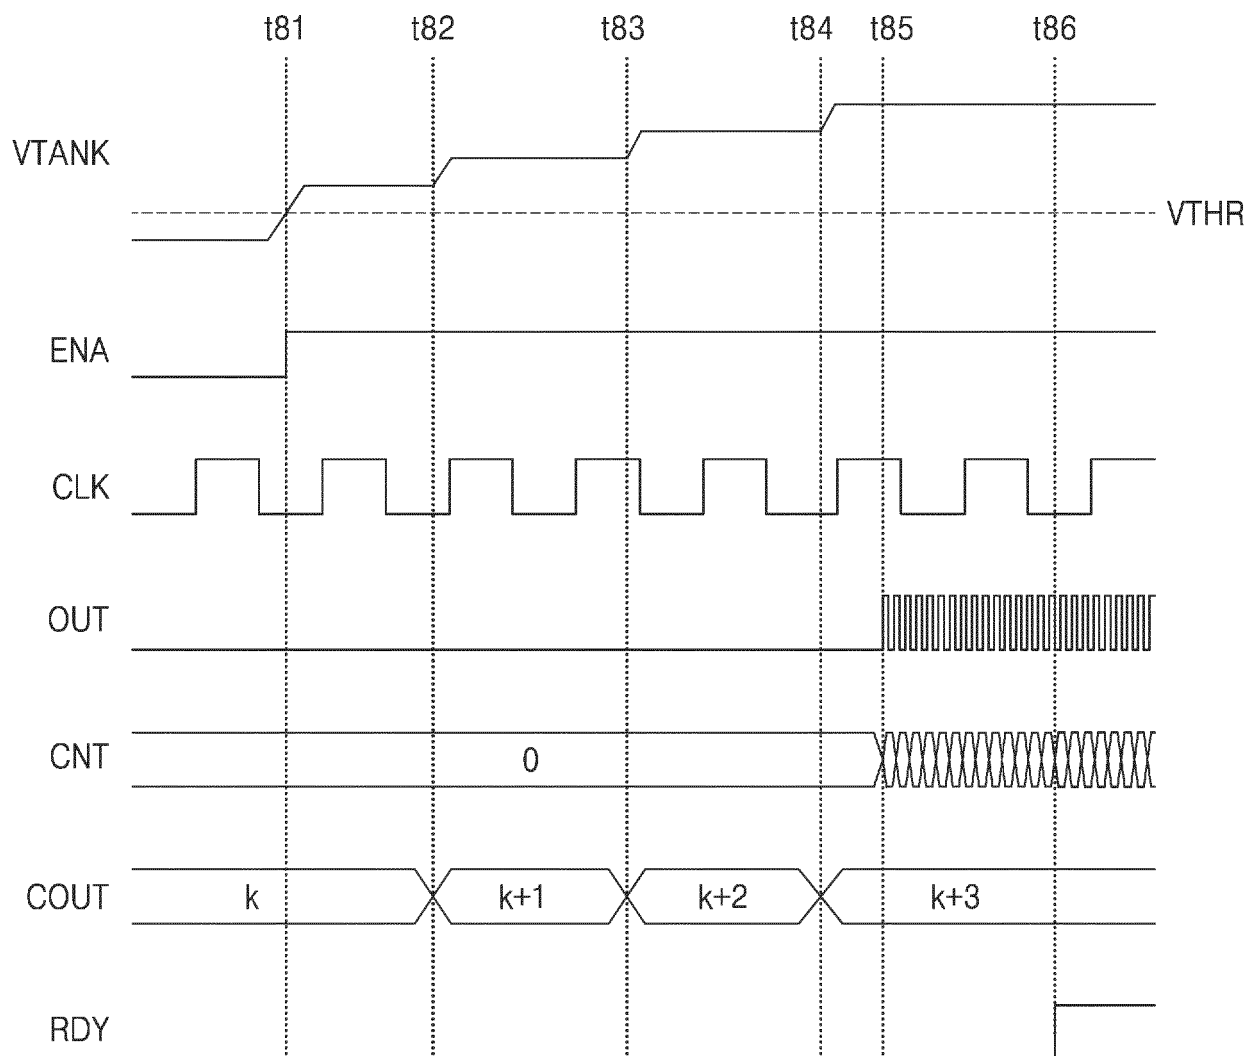 t81 t82 t83 t84 t85 t86
VTANK
VTHR
ENA
CLK
OUT
CNT 0
COUT k k+1 k+2 k+3
RDY